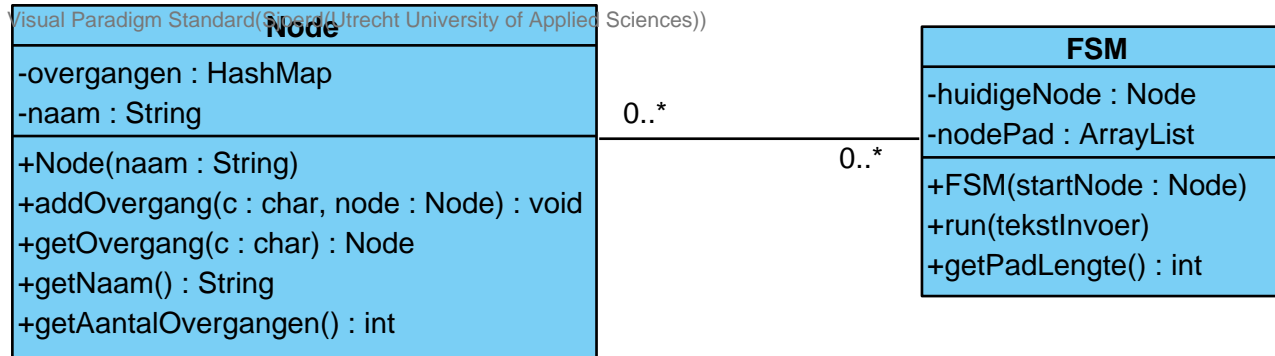 Visual Paradigm Standard(Sjoerd(Utrecht University of Applied Sciences))
Node
-overgangen : HashMap
-naam : String
+Node(naam : String)
+addOvergang(c : char, node : Node) : void
+getOvergang(c : char) : Node
+getNaam() : String
+getAantalOvergangen() : int
0..*
0..*
FSM
-huidigeNode : Node
-nodePad : ArrayList
+FSM(startNode : Node)
+run(tekstInvoer)
+getPadLengte() : int